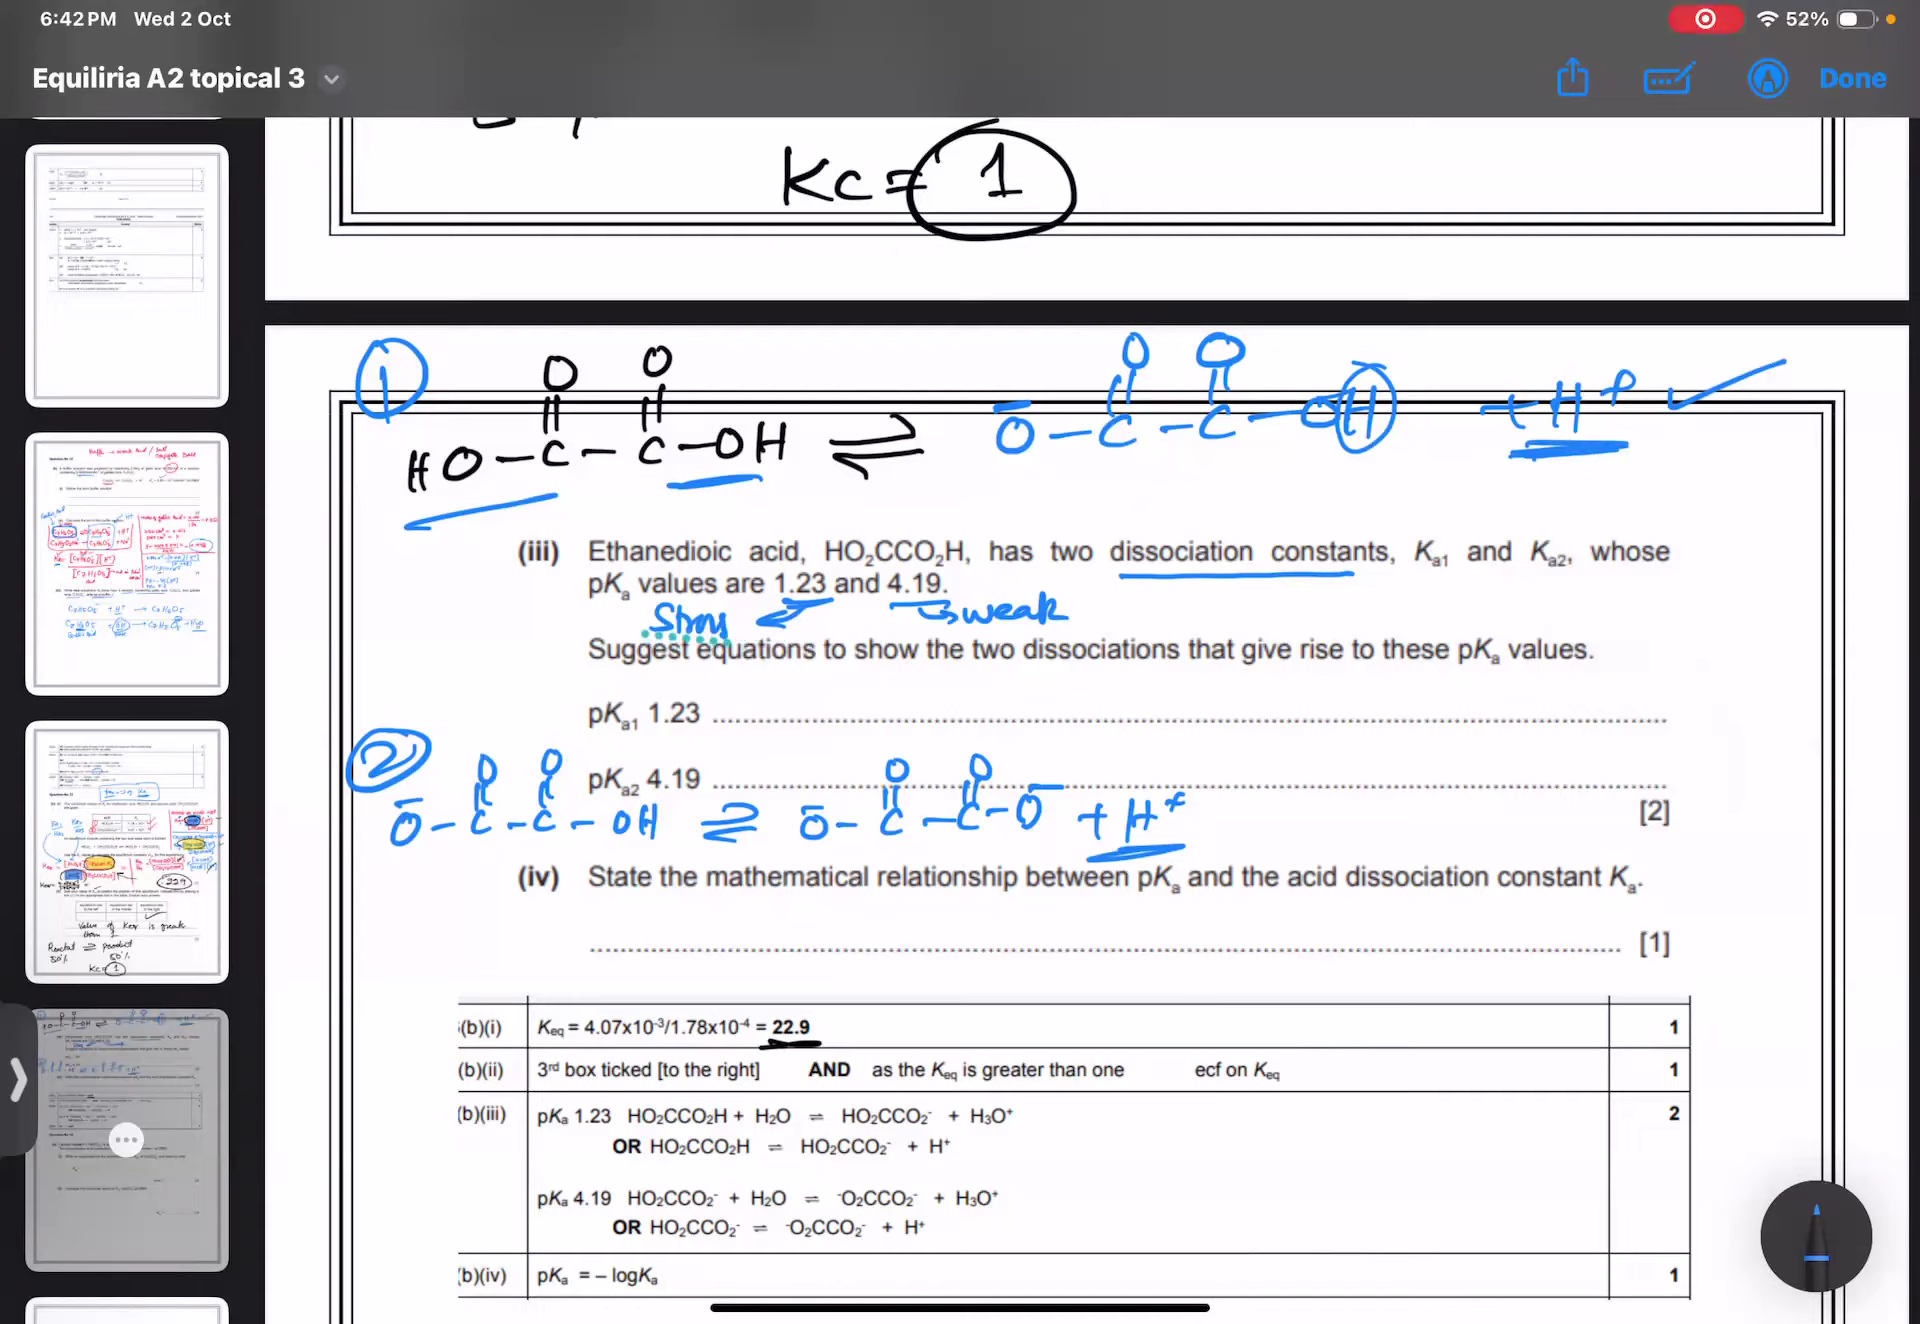 6:42 PM Wed 2 Oct
52%
Equiliria A2 topical 3
Done
Kc = 1
①
HO-C-C-OH ⇌ ⁻O-C-C-OH + H⁺
O O O O
(iii) Ethanedioic acid, HO₂CCO₂H, has two dissociation constants, Kₐ₁ and Kₐ₂, whose
pKₐ values are 1.23 and 4.19.
weak
Suggest equations to show the two dissociations that give rise to these pKₐ values.
pKₐ₁ 1.23
②
O O O O
pKₐ₂ 4.19
⁻O-C-C-OH ⇌ ⁻O-C-C-O⁻ + H⁺
[2]
(iv) State the mathematical relationship between pKₐ and the acid dissociation constant Kₐ.
[1]
(b)(i) Keq = 4.07x10⁻³/1.78x10⁻⁴ = 22.9 1
(b)(ii) 3rd box ticked [to the right] AND as the Keq is greater than one ecf on Keq 1
(b)(iii) pKₐ 1.23 HO₂CCO₂H + H₂O ⇌ HO₂CCO₂⁻ + H₃O⁺ 2
OR HO₂CCO₂H ⇌ HO₂CCO₂⁻ + H⁺
pKₐ 4.19 HO₂CCO₂⁻ + H₂O ⇌ ⁻O₂CCO₂⁻ + H₃O⁺
OR HO₂CCO₂⁻ ⇌ ⁻O₂CCO₂⁻ + H⁺
(b)(iv) pKₐ = – logKₐ 1